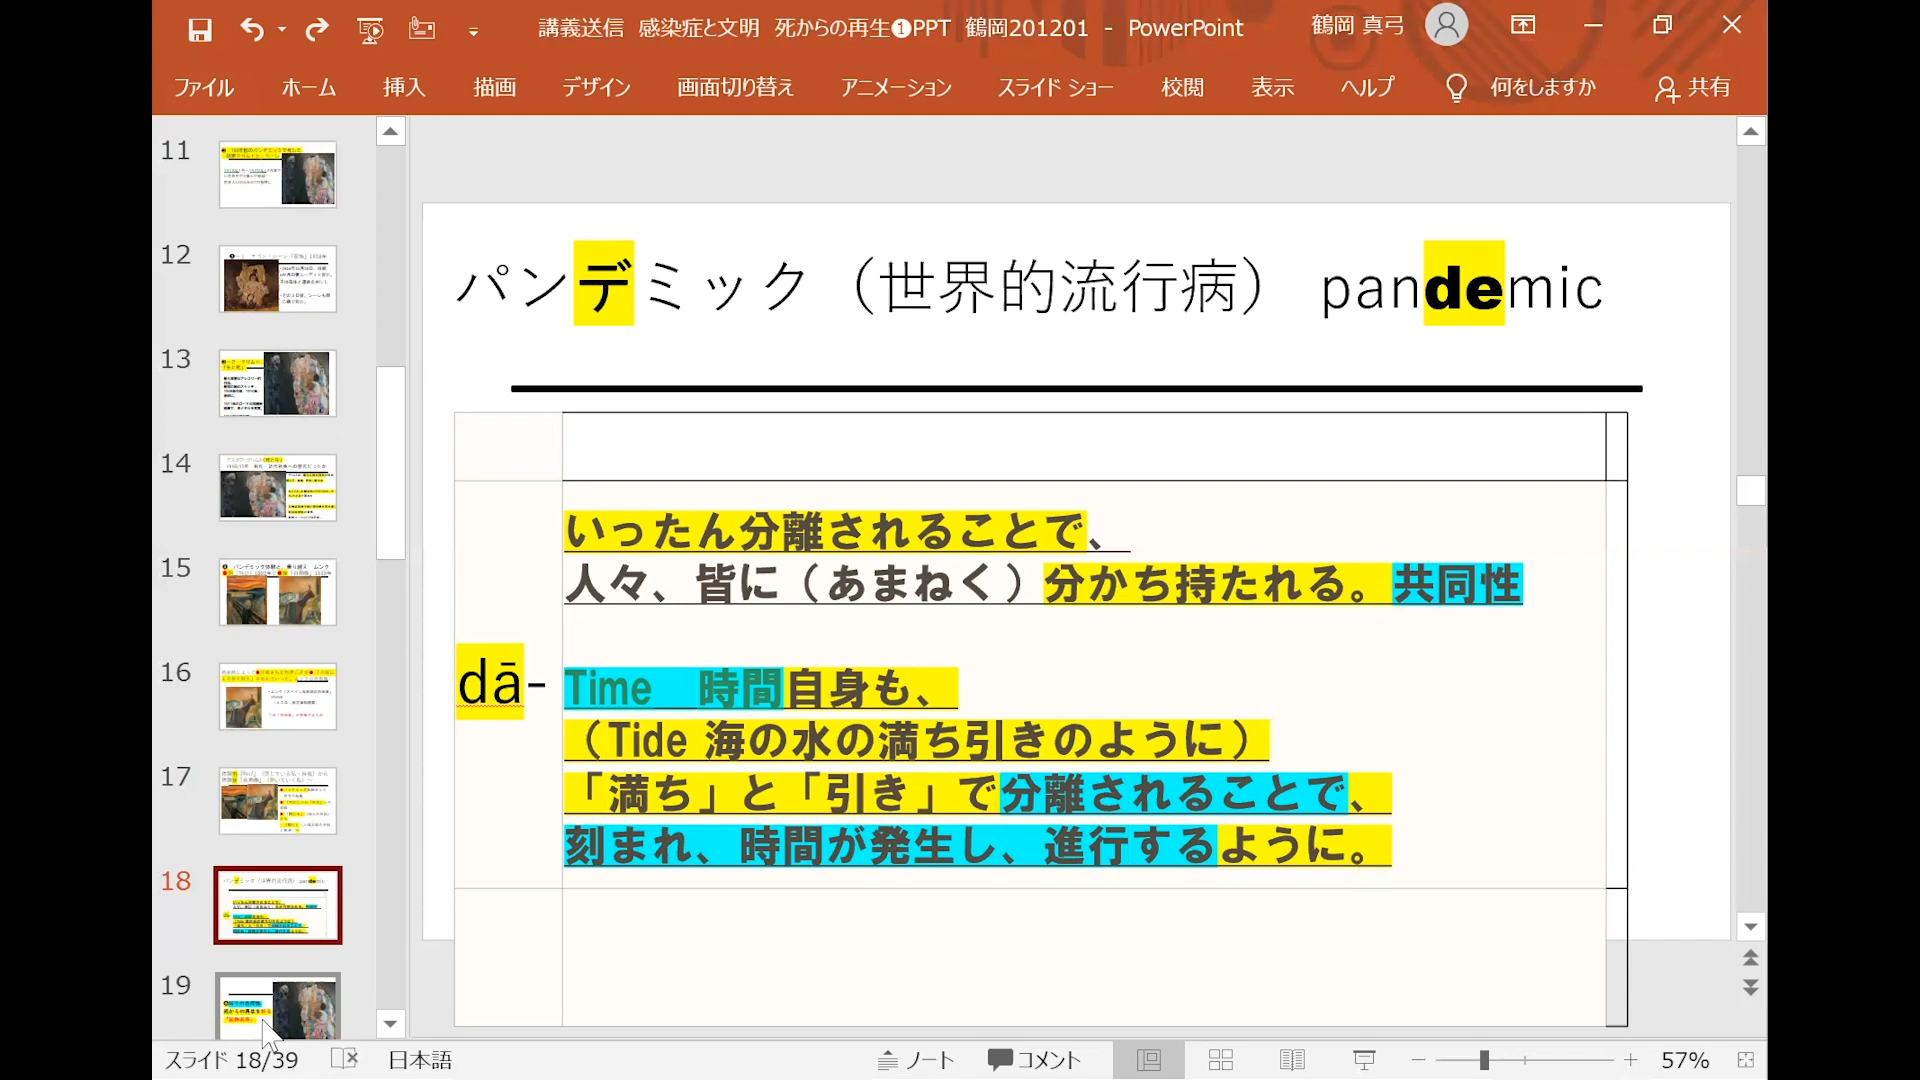 講義送信 感染症と文明 死からの再生❶PPT 鶴岡201201 - PowerPoint
鶴岡 真弓
ファイル ホーム 挿入 描画 デザイン 画面切り替え アニメーション スライド ショー 校閲 表示 ヘルプ 何をしますか 共有
11
12
13
14
15
16
17
18
19
パンデミック（世界的流行病） pandemic
いったん分離されることで、
人々、皆に（あまねく）分かち持たれる。共同性
dā-
Time 時間自身も、
（Tide 海の水の満ち引きのように）
「満ち」と「引き」で分離されることで、
刻まれ、時間が発生し、進行するように。
スライド 18/39 日本語 ノート コメント 57%